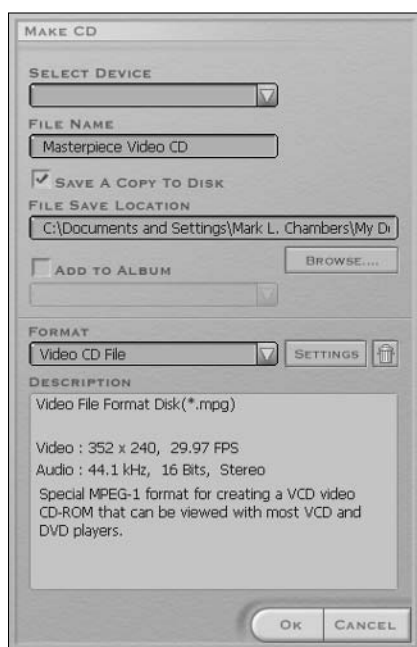 MAKE CD
SELECT DEVICE
FILE NAME
Masterpiece Video CD
SAVE A COPY TO DISK
FILE SAVE LOCATION
C:\Documents and Settings\Mark L. Chambers\My D
BROWSE....
ADD TO ALBUM
FORMAT
Video CD File
SETTINGS
DESCRIPTION
Video File Format Disk(*.mpg)
Video : 352 x 240, 29.97 FPS
Audio : 44.1 kHz, 16 Bits, Stereo
Special MPEG-1 format for creating a VCD video
CD-ROM that can be viewed with most VCD and
DVD players.
OK
CANCEL